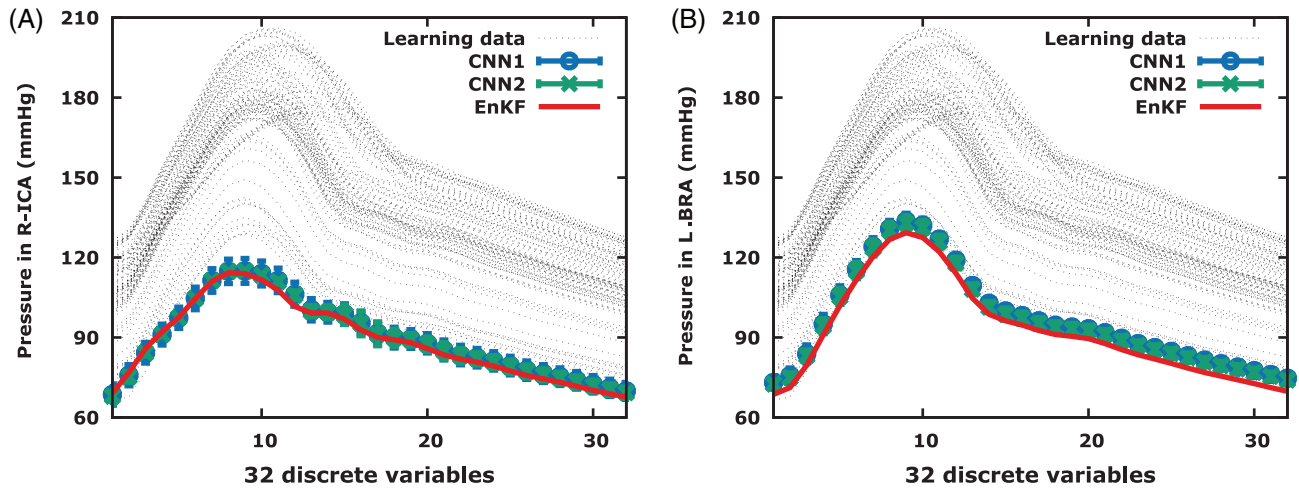 (A)
210
180
150
120
90
60
Pressure in R-ICA (mmHg)
Learning data
CNN1
CNN2
EnKF
10
20
30
32 discrete variables
(B)
210
180
150
120
90
60
Pressure in L .BRA (mmHg)
Learning data
CNN1
CNN2
EnKF
10
20
30
32 discrete variables